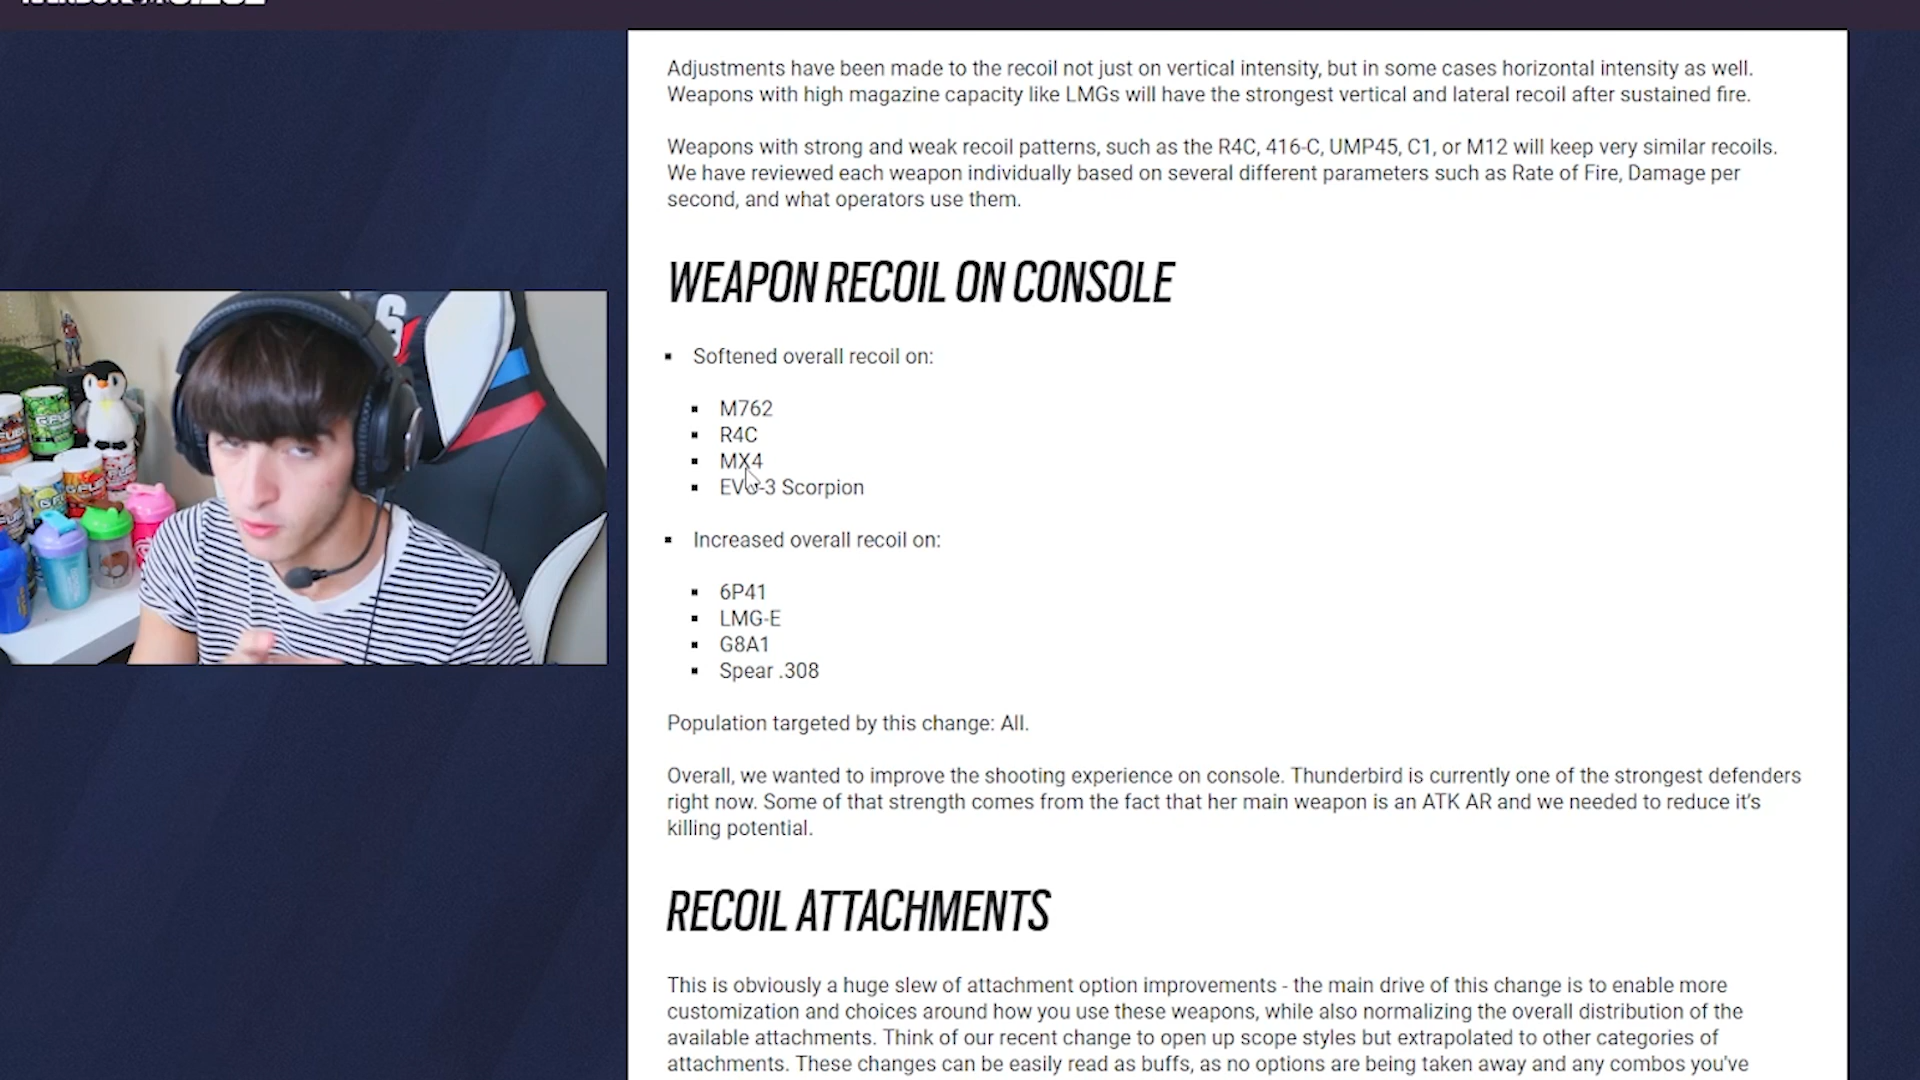 Adjustments have been made to the recoil not just on vertical intensity, but in some cases horizontal intensity as well.
Weapons with high magazine capacity like LMGs will have the strongest vertical and lateral recoil after sustained fire.
Weapons with strong and weak recoil patterns, such as the R4C, 416-C, UMP45, C1, or M12 will keep very similar recoils.
We have reviewed each weapon individually based on several different parameters such as Rate of Fire, Damage per
second, and what operators use them.
WEAPON RECOIL ON CONSOLE
Softened overall recoil on:
M762
R4C
MX4
EVO-3 Scorpion
Increased overall recoil on:
6P41
LMG-E
G8A1
Spear .308
Population targeted by this change: All.
Overall, we wanted to improve the shooting experience on console. Thunderbird is currently one of the strongest defenders
right now. Some of that strength comes from the fact that her main weapon is an ATK AR and we needed to reduce it's
killing potential.
RECOIL ATTACHMENTS
This is obviously a huge slew of attachment option improvements - the main drive of this change is to enable more
customization and choices around how you use these weapons, while also normalizing the overall distribution of the
available attachments. Think of our recent change to open up scope styles but extrapolated to other categories of
attachments. These changes can be easily read as buffs, as no options are being taken away and any combos you've